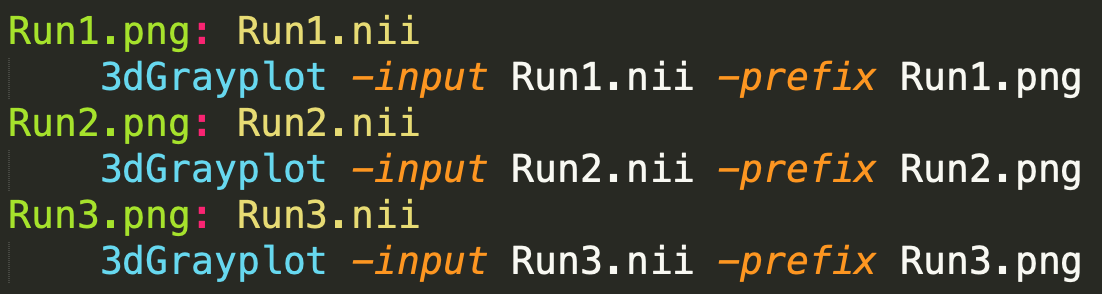 Run1.png: Run1.nii
    3dGrayplot -input Run1.nii -prefix Run1.png
Run2.png: Run2.nii
    3dGrayplot -input Run2.nii -prefix Run2.png
Run3.png: Run3.nii
    3dGrayplot -input Run3.nii -prefix Run3.png